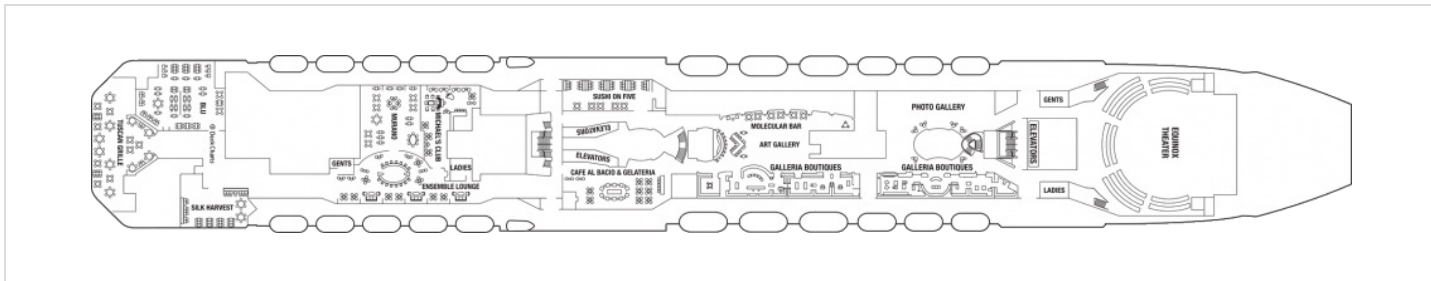 TUSCAN GRILLE
BLU
SILK HARVEST
GENTS
MURANO
MICHAEL'S CLUB
LADIES
ENSEMBLE LOUNGE
SUSHI ON FIVE
ELEVATORS
ELEVATORS
CAFE AL BACIO & GELATERIA
MOLECULAR BAR
ART GALLERY
GALLERIA BOUTIQUES
PHOTO GALLERY
GALLERIA BOUTIQUES
GENTS
ELEVATORS
LADIES
EQUINOX
THEATER